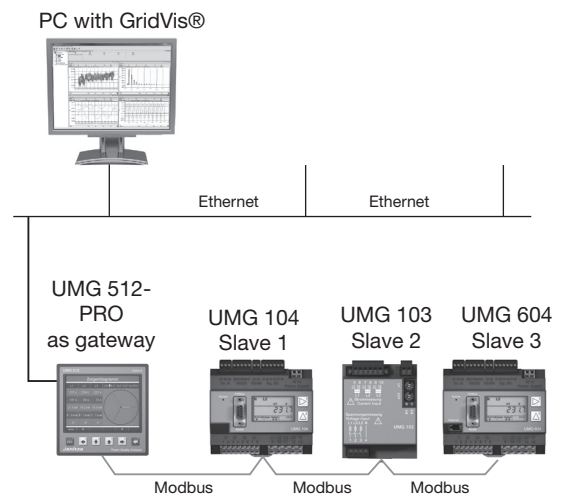 PC with GridVis®
Ethernet
Ethernet
UMG 512-
PRO
as gateway
UMG 104
Slave 1
UMG 103
Slave 2
UMG 604
Slave 3
Modbus
Modbus
Modbus